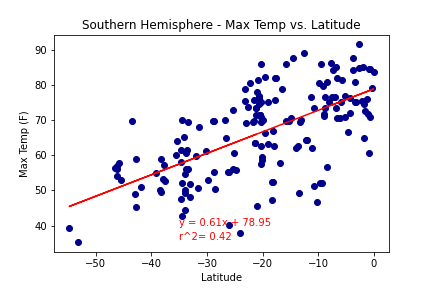 Southern Hemisphere - Max Temp vs. Latitude
Max Temp (F)
90
80
70
60
50
40
y = 0.61x + 78.95
r^2= 0.42
−50
−40
−30
−20
−10
0
Latitude